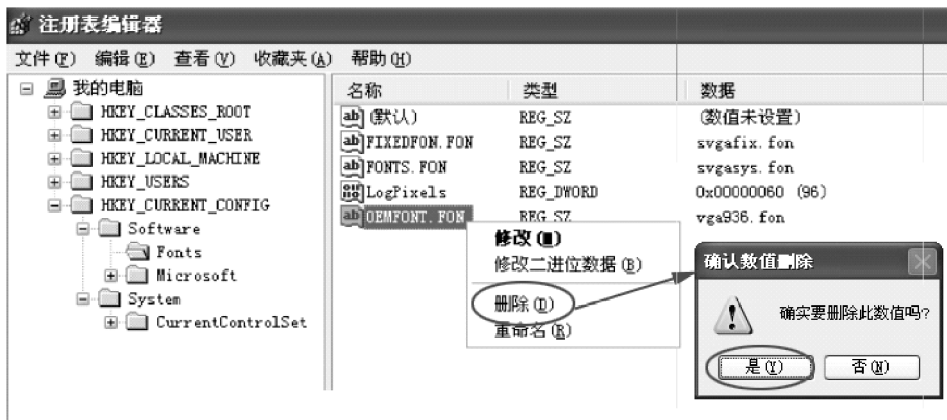 注册表编辑器
文件(F) 编辑(E) 查看(V) 收藏夹(A) 帮助(H)
我的电脑
HKEY_CLASSES_ROOT
HKEY_CURRENT_USER
HKEY_LOCAL_MACHINE
HKEY_USERS
HKEY_CURRENT_CONFIG
Software
Fonts
Microsoft
System
CurrentControlSet
名称 类型 数据
ab (默认) REG_SZ (数值未设置)
ab FIXEDFON.FON REG_SZ svgafix.fon
ab FONTS.FON REG_SZ svgasys.fon
LogPixels REG_DWORD 0x00000060 (96)
ab OEMFONT.FON REG_SZ vga936.fon
修改(M)
修改二进位数据(B)
删除(D)
重命名(R)
确认数值删除
确实要删除此数值吗?
是(Y) 否(N)